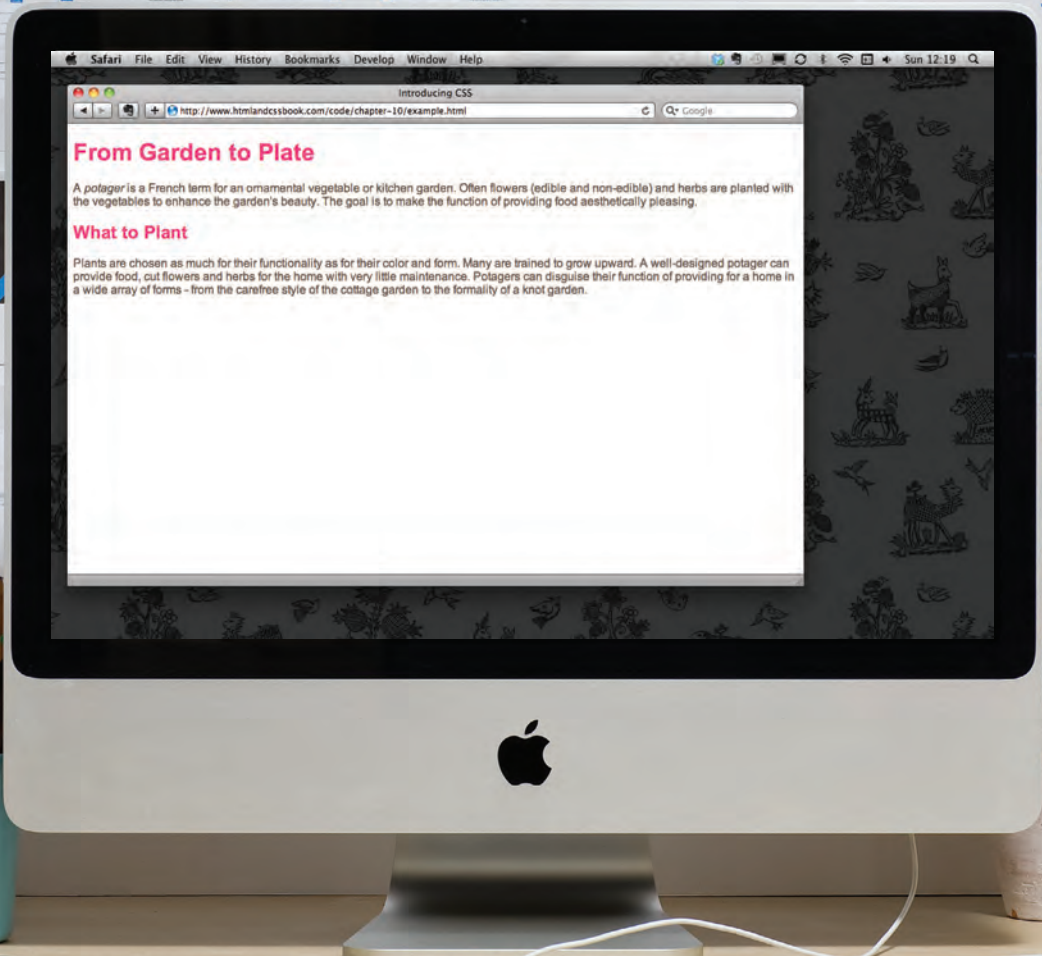 Safari File Edit View History Bookmarks Develop Window Help Sun 12:19
Introducing CSS
http://www.htmlandcssbook.com/code/chapter-10/example.html Google
From Garden to Plate
A potager is a French term for an ornamental vegetable or kitchen garden. Often flowers (edible and non-edible) and herbs are planted with
the vegetables to enhance the garden's beauty. The goal is to make the function of providing food aesthetically pleasing.
What to Plant
Plants are chosen as much for their functionality as for their color and form. Many are trained to grow upward. A well-designed potager can
provide food, cut flowers and herbs for the home with very little maintenance. Potagers can disguise their function of providing for a home in
a wide array of forms - from the carefree style of the cottage garden to the formality of a knot garden.